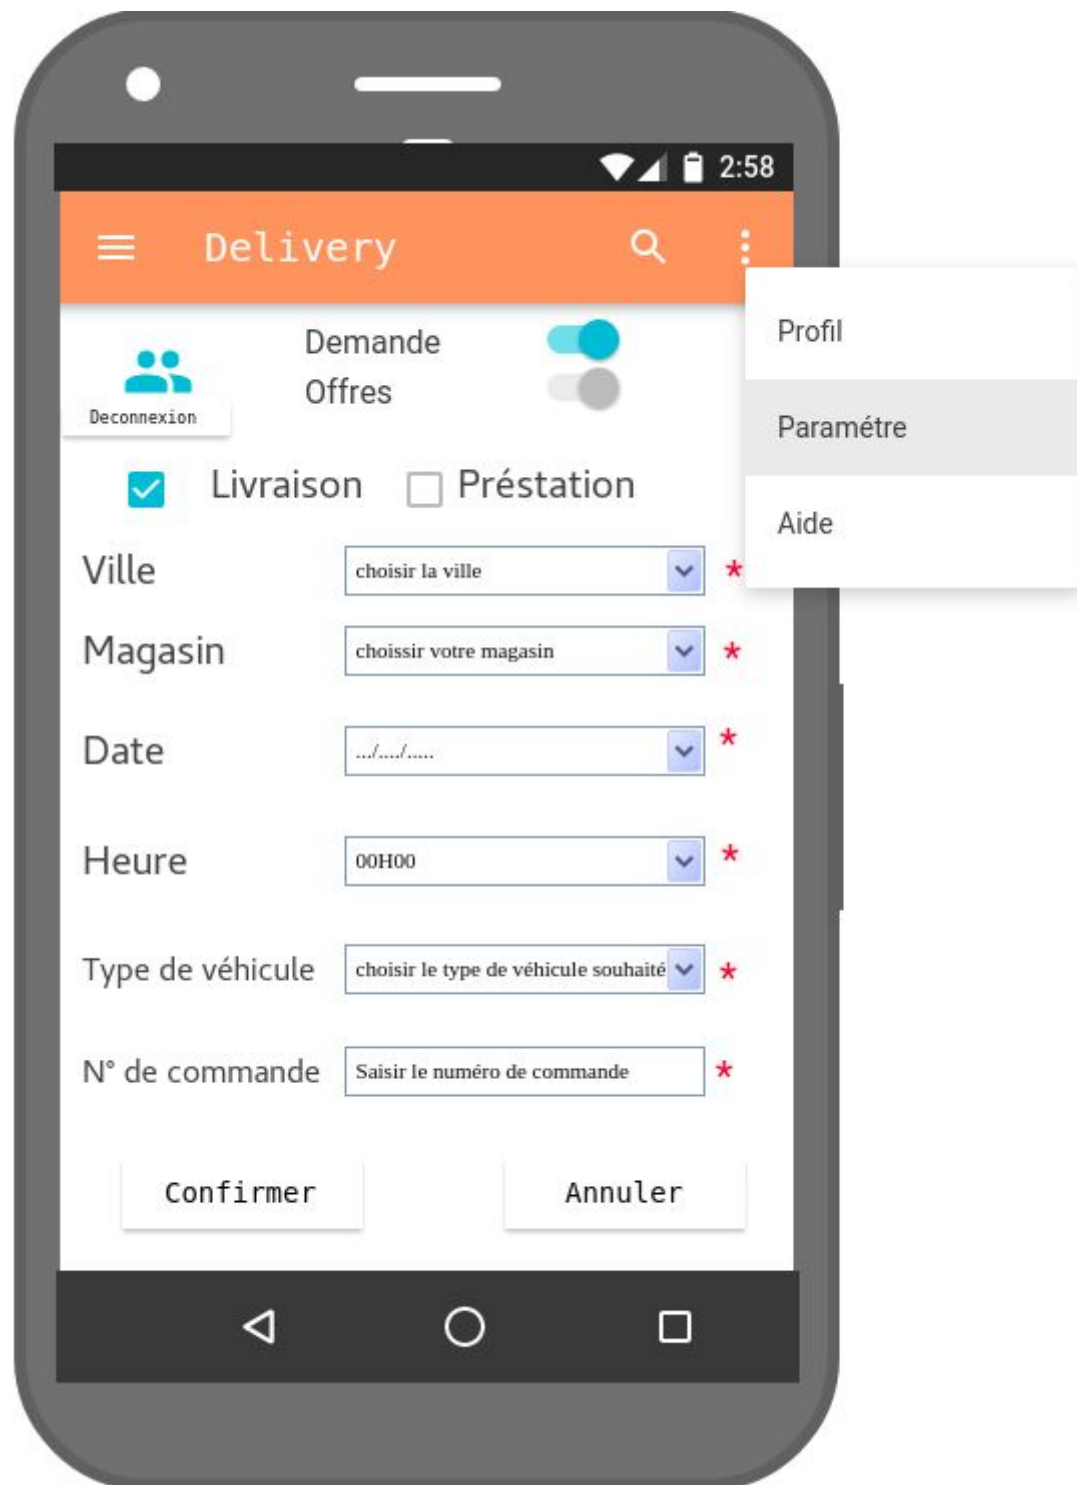 2:58
Delivery
Profil
Paramétre
Aide
Demande
Offres
Deconnexion
Livraison Préstation
Ville choisir la ville *
Magasin choissir votre magasin *
Date .../..../..... *
Heure 00H00 *
Type de véhicule choisir le type de véhicule souhaité *
N° de commande Saisir le numéro de commande *
Confirmer Annuler